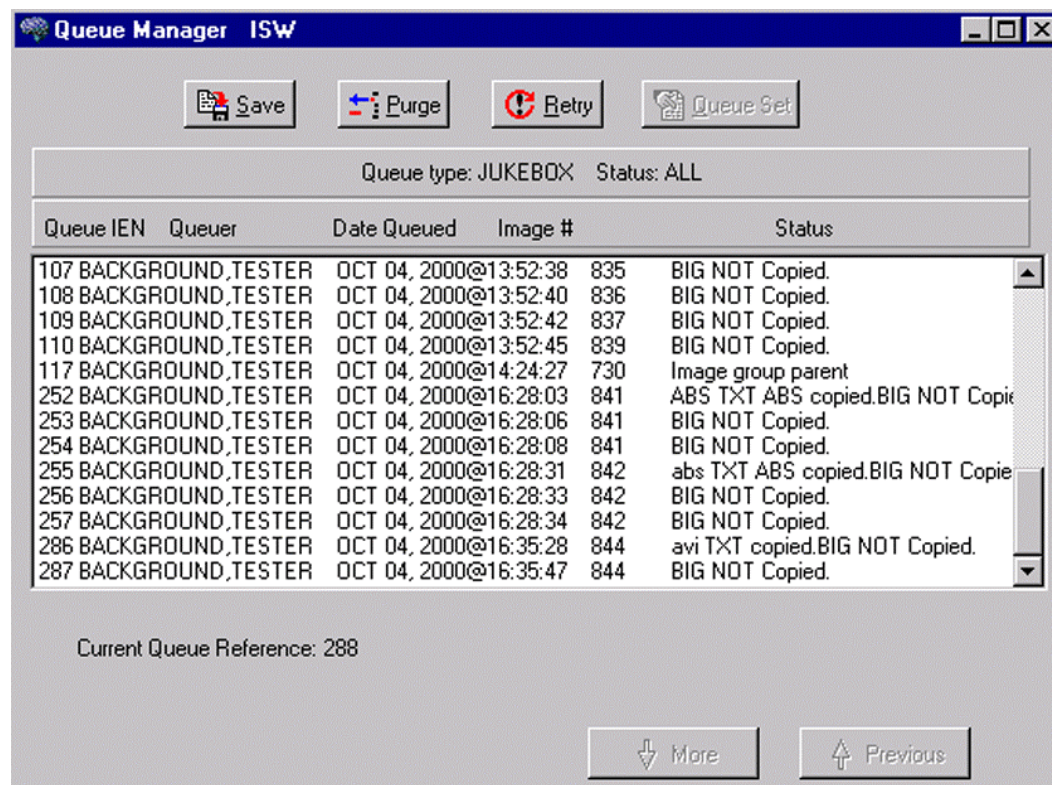 Queue Manager ISW
Save Purge Retry Queue Set
Queue type: JUKEBOX Status: ALL
Queue IEN Queuer Date Queued Image # Status
107 BACKGROUND,TESTER OCT 04, 2000@13:52:38 835 BIG NOT Copied.
108 BACKGROUND,TESTER OCT 04, 2000@13:52:40 836 BIG NOT Copied.
109 BACKGROUND,TESTER OCT 04, 2000@13:52:42 837 BIG NOT Copied.
110 BACKGROUND,TESTER OCT 04, 2000@13:52:45 839 BIG NOT Copied.
117 BACKGROUND,TESTER OCT 04, 2000@14:24:27 730 Image group parent
252 BACKGROUND,TESTER OCT 04, 2000@16:28:03 841 ABS TXT ABS copied.BIG NOT Copie
253 BACKGROUND,TESTER OCT 04, 2000@16:28:06 841 BIG NOT Copied.
254 BACKGROUND,TESTER OCT 04, 2000@16:28:08 841 BIG NOT Copied.
255 BACKGROUND,TESTER OCT 04, 2000@16:28:31 842 abs TXT ABS copied.BIG NOT Copie
256 BACKGROUND,TESTER OCT 04, 2000@16:28:33 842 BIG NOT Copied.
257 BACKGROUND,TESTER OCT 04, 2000@16:28:34 842 BIG NOT Copied.
286 BACKGROUND,TESTER OCT 04, 2000@16:35:28 844 avi TXT copied.BIG NOT Copied.
287 BACKGROUND,TESTER OCT 04, 2000@16:35:47 844 BIG NOT Copied.
Current Queue Reference: 288
More Previous